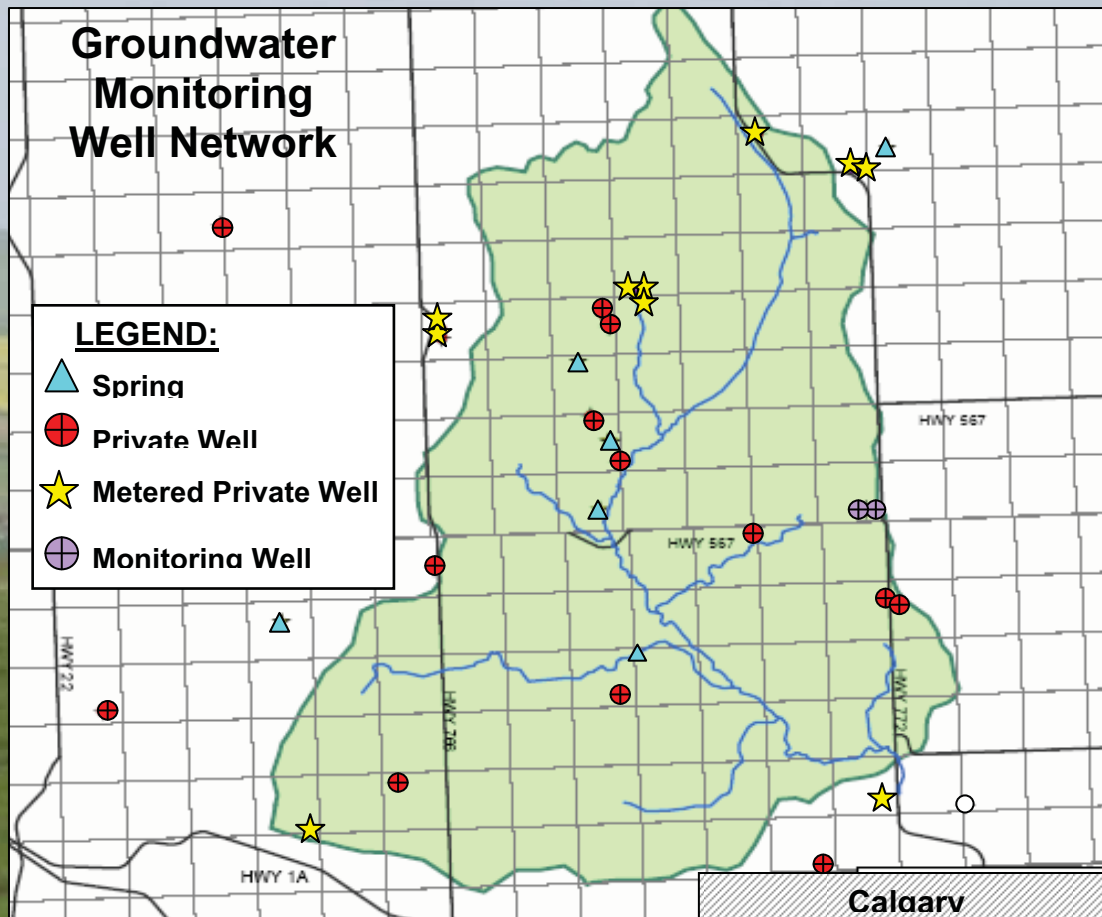 Groundwater
Monitoring
Well Network
LEGEND:
Spring
Private Well
Metered Private Well
Monitoring Well
HWY 567
HWY 567
HWY 22
HWY 766
HWY 772
HWY 1A
Calgary